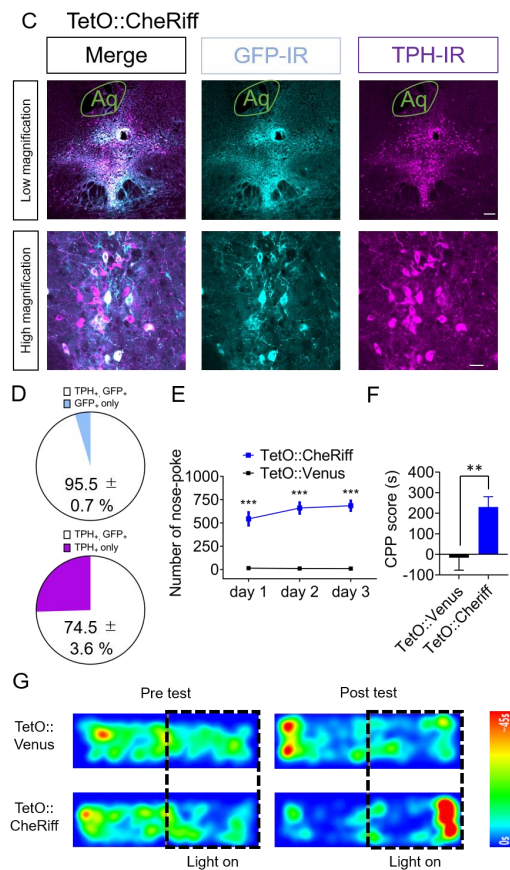 C TetO::CheRiff
Merge GFP-IR TPH-IR
Low magnification
Aq Aq Aq
High magnification
D
TPH+, GFP+
GFP+ only
95.5 ±
0.7 %
TPH+, GFP+
TPH+ only
74.5 ±
3.6 %
E
TetO::CheRiff
TetO::Venus
Number of nose-poke
1000
750
500
250
0
*** *** ***
day 1 day 2 day 3
F
CPP score (s)
400
300
200
100
0
-100
**
TetO::Venus
TetO::Cheriff
G
Pre test Post test
TetO::
Venus
TetO::
CheRiff
Light on Light on
~45s
0s